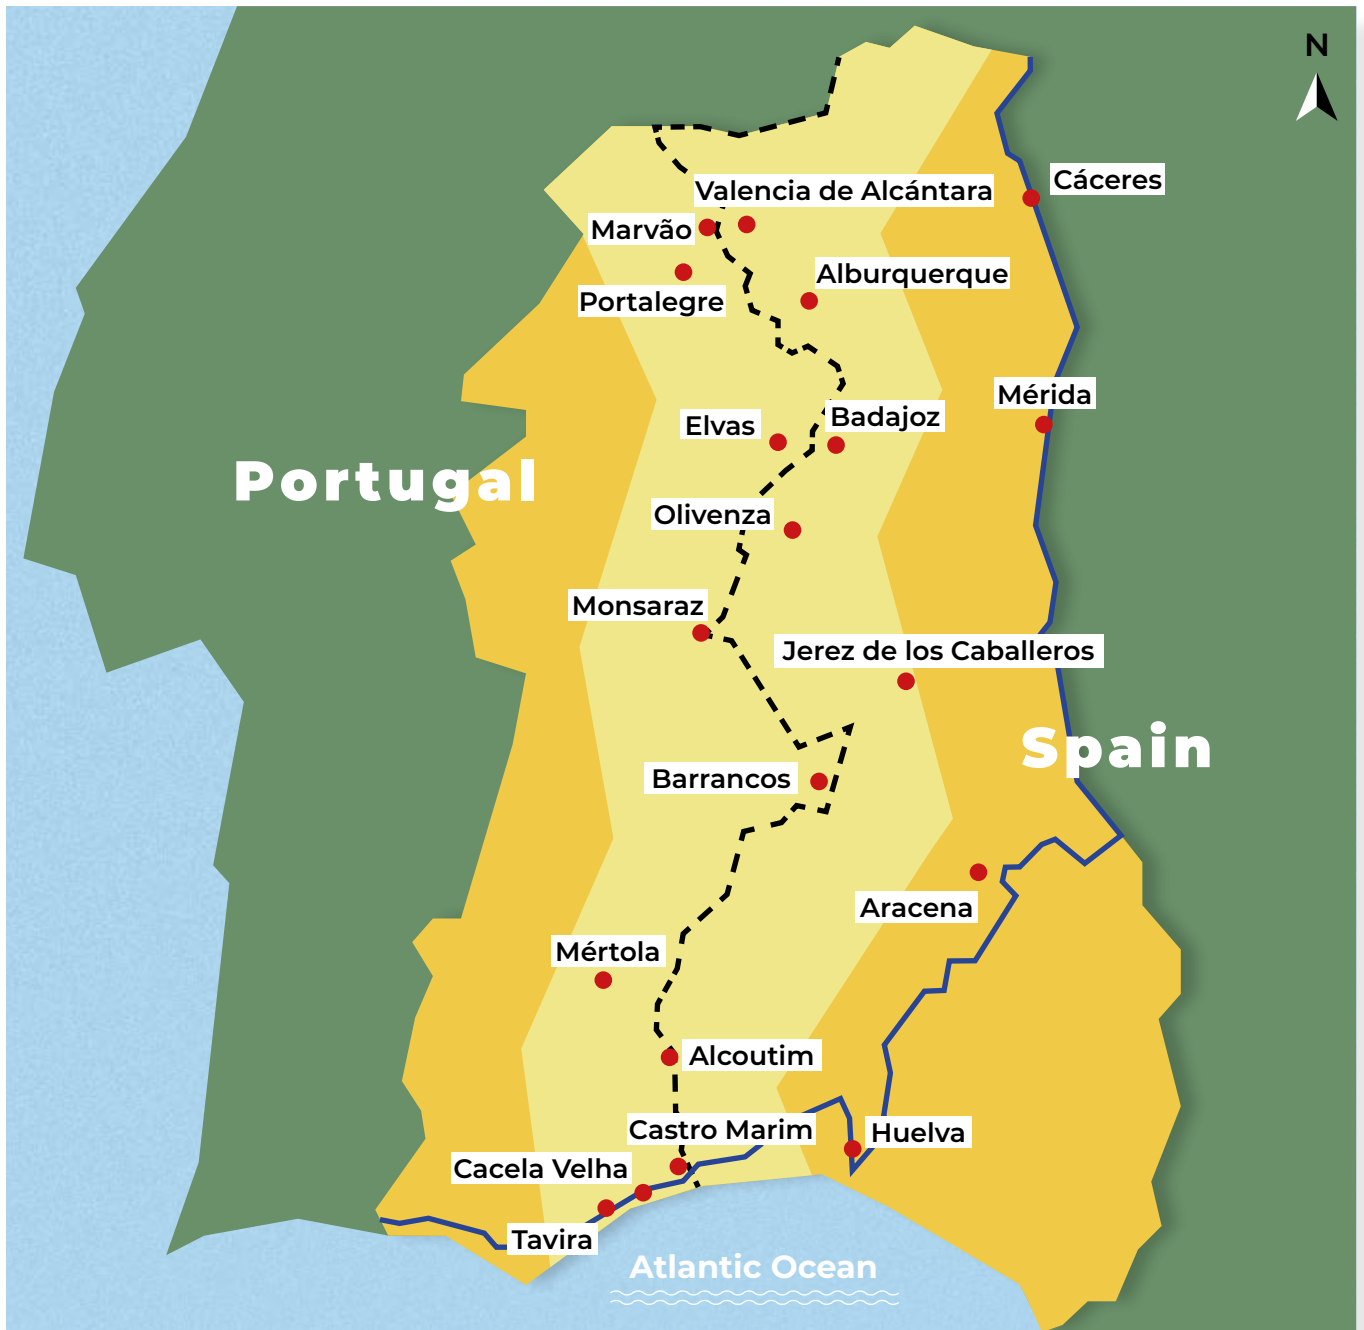 N
Cáceres
Valencia de Alcántara
Marvão
Alburquerque
Portalegre
Mérida
Badajoz
Elvas
Portugal
Olivenza
Monsaraz
Jerez de los Caballeros
Spain
Barrancos
Aracena
Mértola
Alcoutim
Castro Marim
Huelva
Cacela Velha
Tavira
Atlantic Ocean